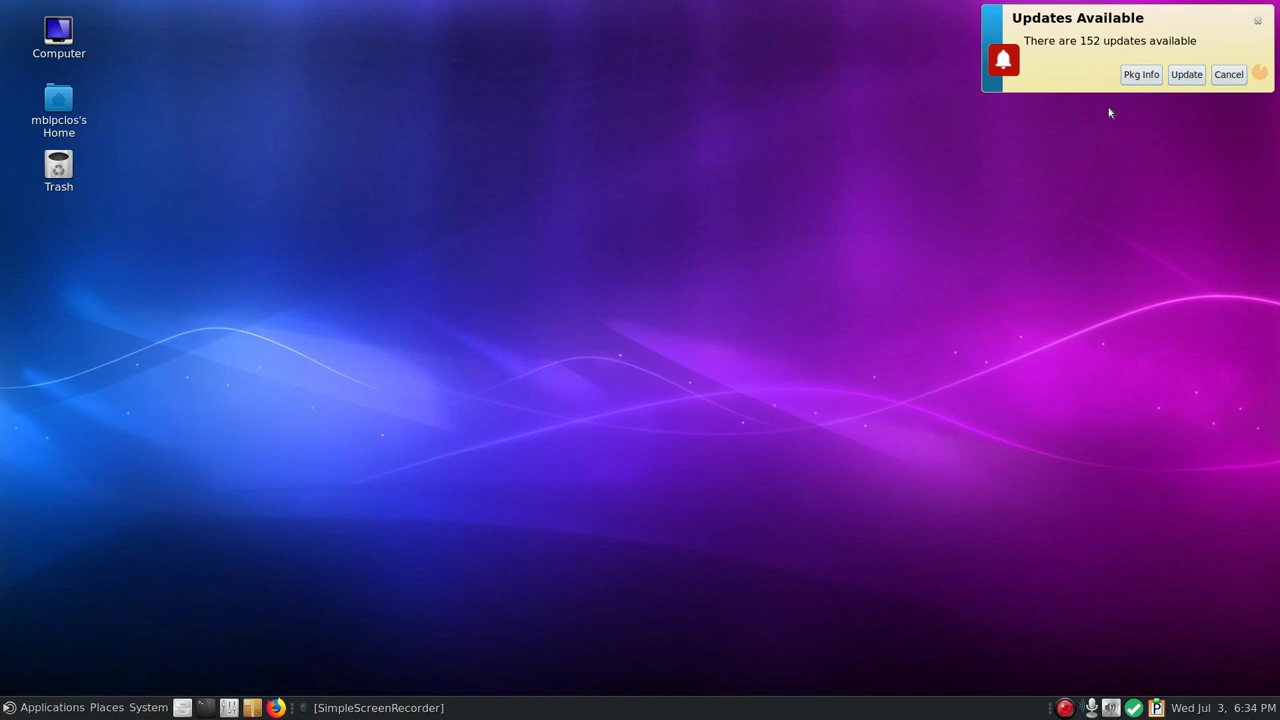 Computer
mblpclos's
Home
Trash
Updates Available
There are 152 updates available
Pkg Info Update Cancel
Applications Places System [SimpleScreenRecorder] P Wed Jul 3, 6:34 PM